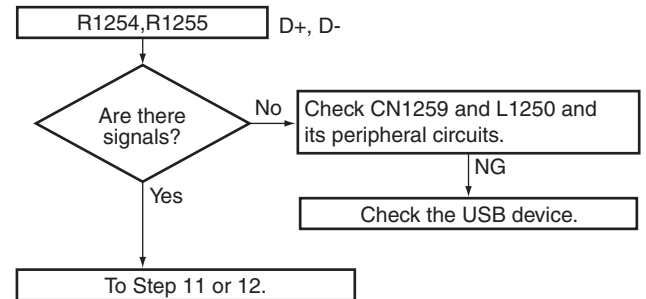 R1254,R1255
D+, D-
Are there
signals?
No
Check CN1259 and L1250 and
its peripheral circuits.
NG
Yes
Check the USB device.
To Step 11 or 12.